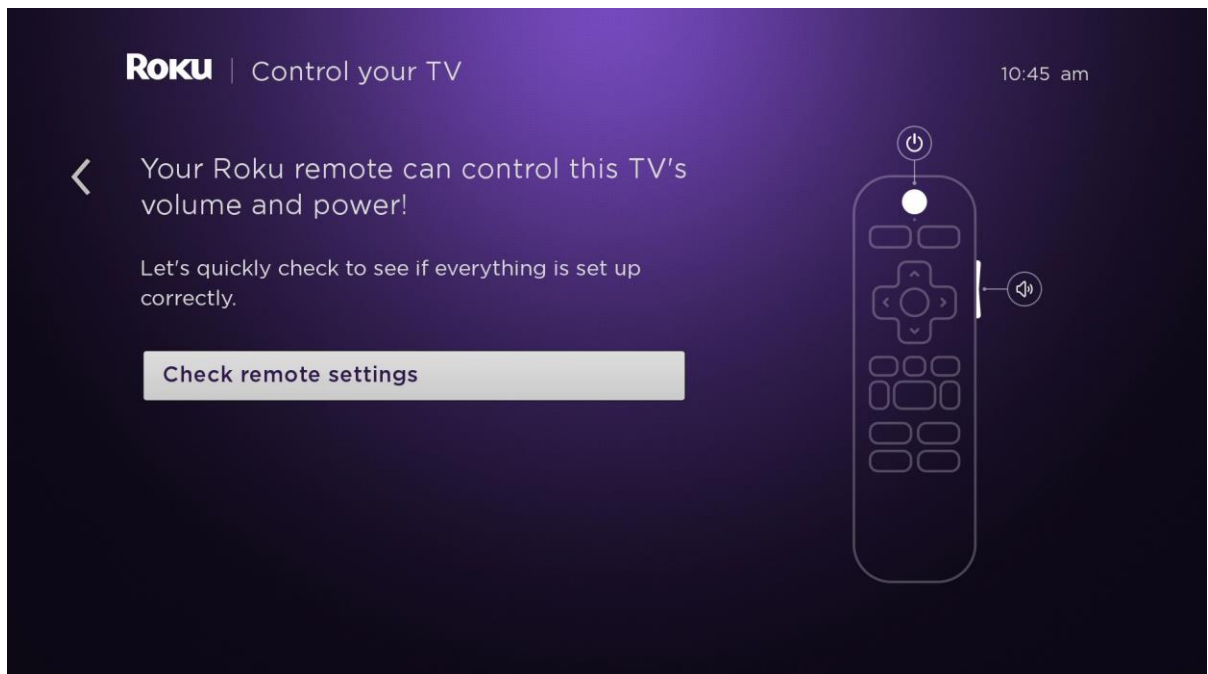 Roku | Control your TV
10:45 am
Your Roku remote can control this TV's
volume and power!
Let's quickly check to see if everything is set up
correctly.
Check remote settings